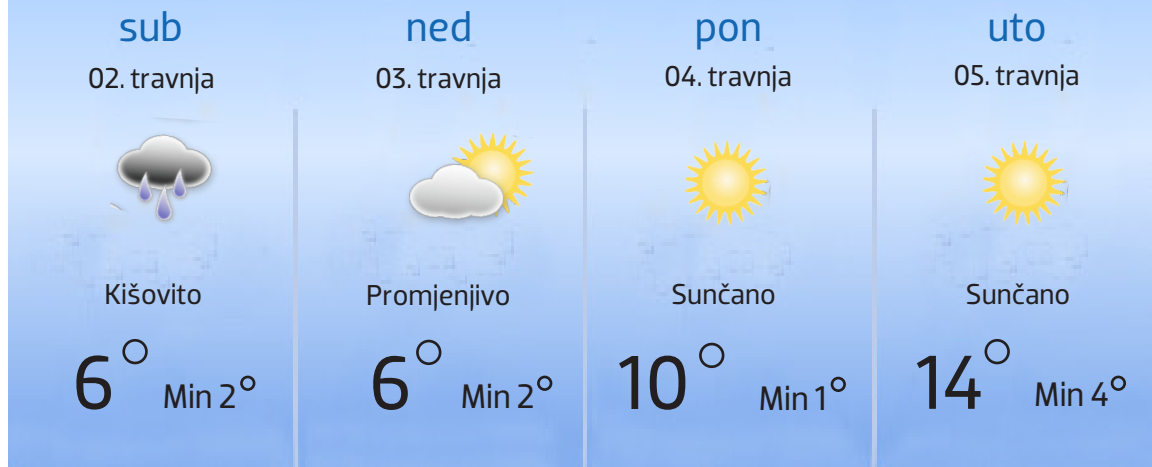 sub
02. travnja
Kišovito
6° Min 2°
ned
03. travnja
Promjenjivo
6° Min 2°
pon
04. travnja
Sunčano
10° Min 1°
uto
05. travnja
Sunčano
14° Min 4°